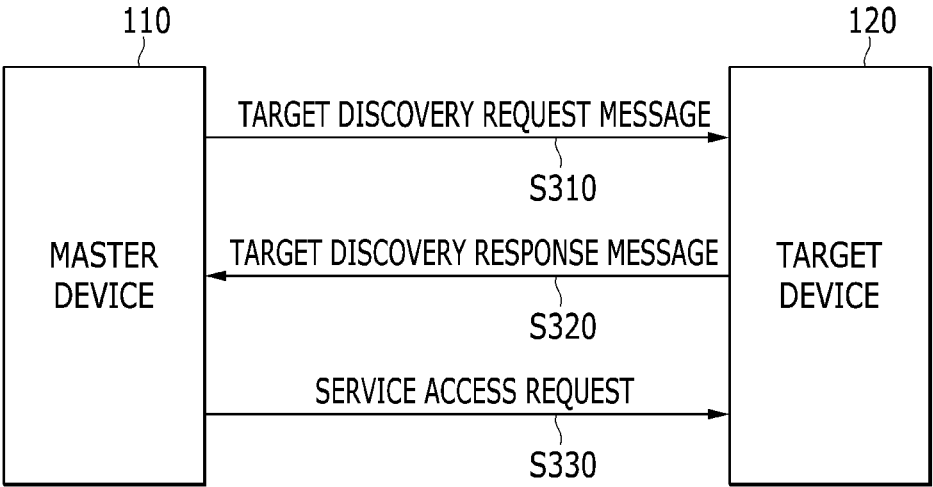 110
120
TARGET DISCOVERY REQUEST MESSAGE
S310
MASTER
DEVICE
TARGET DISCOVERY RESPONSE MESSAGE
S320
TARGET
DEVICE
SERVICE ACCESS REQUEST
S330